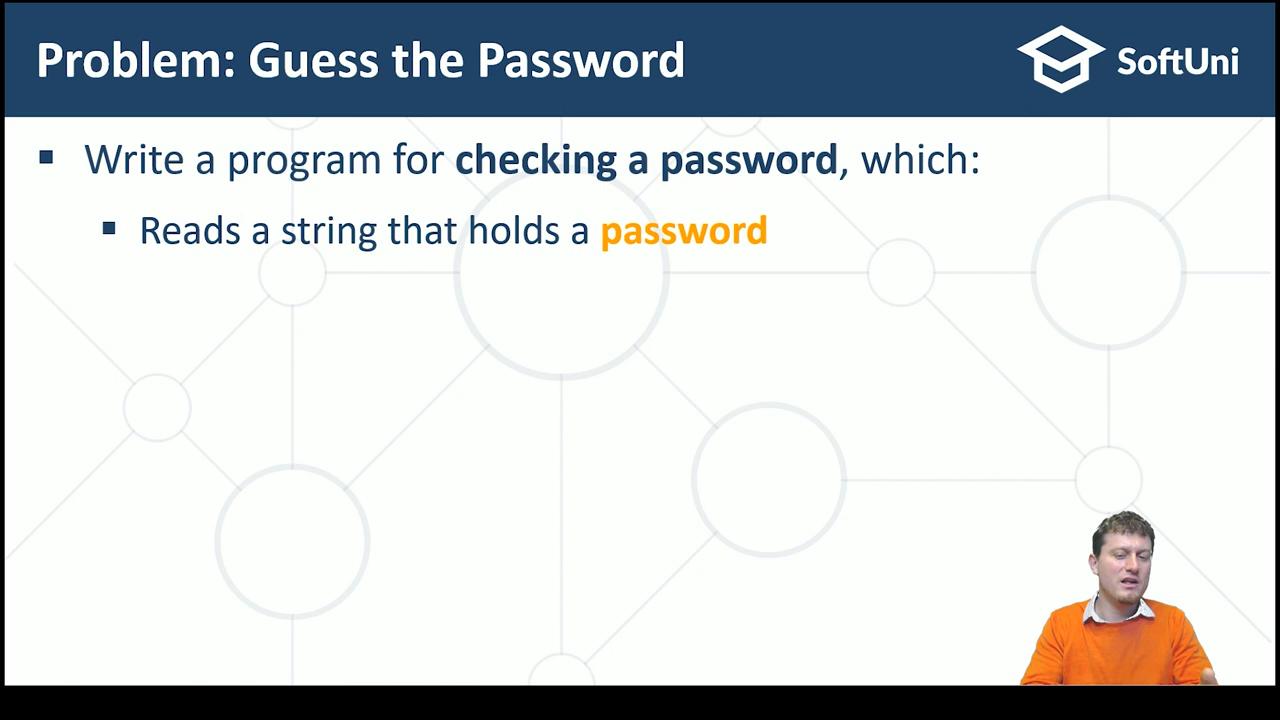 Problem: Guess the Password
SoftUni
Write a program for checking a password, which:
Reads a string that holds a password